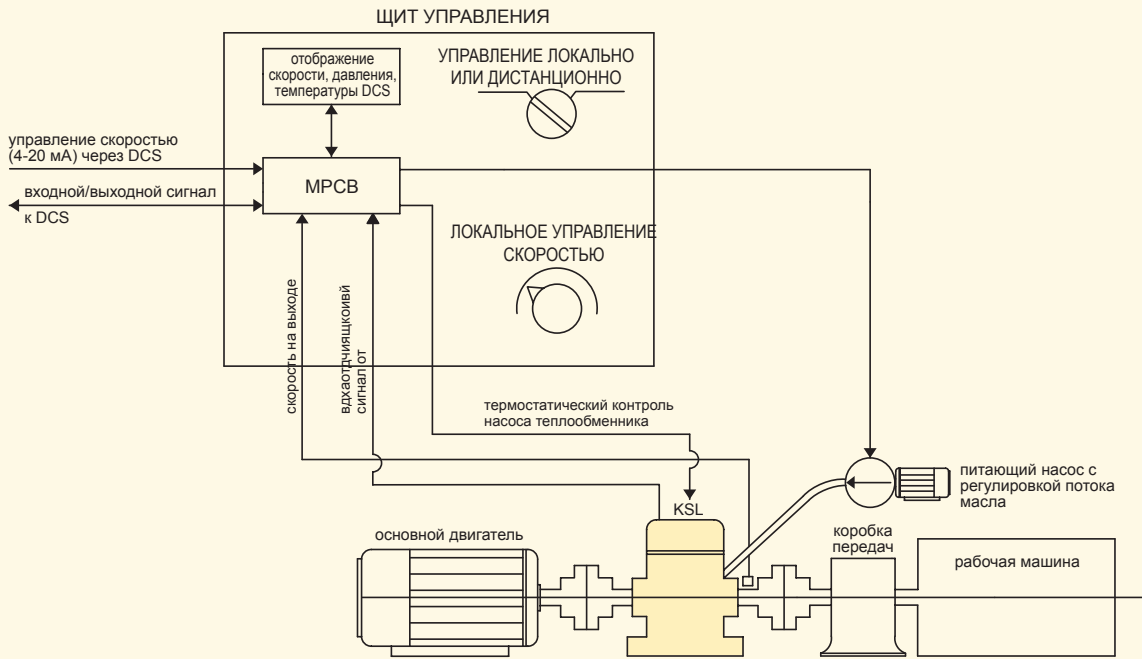 ЩИТ УПРАВЛЕНИЯ
отображение
скорости, давления,
температуры DCS
УПРАВЛЕНИЕ ЛОКАЛЬНО
ИЛИ ДИСТАНЦИОННО
управление скоростью
(4-20 мА) через DCS
входной/выходной сигнал
к DCS
МРСВ
ЛОКАЛЬНОЕ УПРАВЛЕНИЕ
СКОРОСТЬЮ
скорость на выходе
вдхаотдчиящкоивй
сигнал от
термостатический контроль
насоса теплообменника
KSL
питающий насос с
регулировкой потока
масла
основной двигатель
коробка
передач
рабочая машина